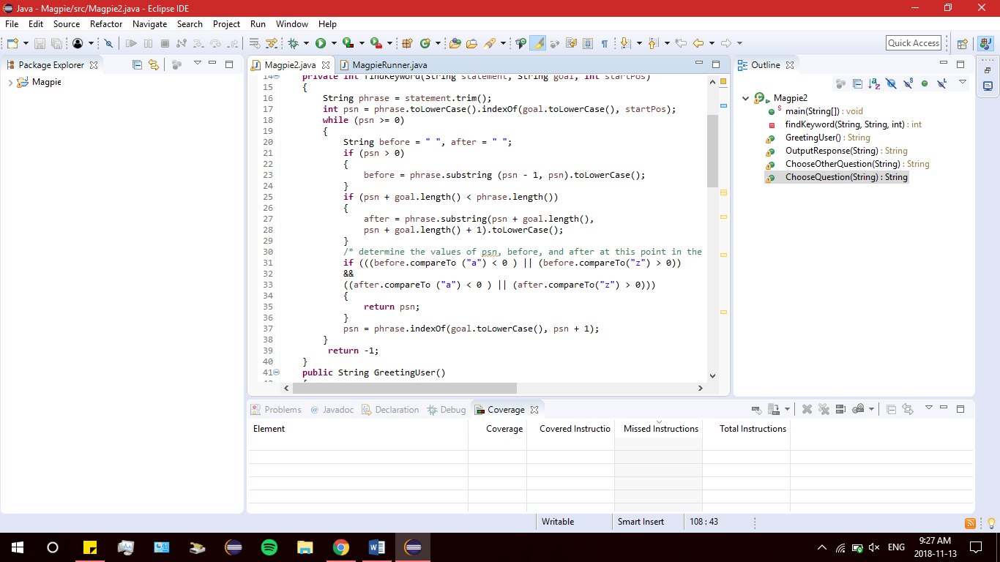 Java - Magpie/src/Magpie2.java - Eclipse IDE
File Edit Source Refactor Navigate Search Project Run Window Help
Quick Access
Package Explorer
Magpie
Magpie2.java MagpieRunner.java
14 private int findKeyword(String statement, String goal, int startPos)
15 {
16 String phrase = statement.trim();
17 int psn = phrase.toLowerCase().indexOf(goal.toLowerCase(), startPos);
18 while (psn >= 0)
19 {
20 String before = " ", after = " ";
21 if (psn > 0)
22 {
23 before = phrase.substring (psn - 1, psn).toLowerCase();
24 }
25 if (psn + goal.length() < phrase.length())
26 {
27 after = phrase.substring(psn + goal.length(),
28 psn + goal.length() + 1).toLowerCase();
29 }
30 /* determine the values of psn, before, and after at this point in the
31 if (((before.compareTo ("a") < 0 ) || (before.compareTo("z") > 0))
32 &&
33 ((after.compareTo ("a") < 0 ) || (after.compareTo("z") > 0)))
34 {
35 return psn;
36 }
37 psn = phrase.indexOf(goal.toLowerCase(), psn + 1);
38 }
39 return -1;
40 }
41 public String GreetingUser()
Outline
Magpie2
main(String[]) : void
findKeyword(String, String, int) : int
GreetingUser() : String
OutputResponse(String) : String
ChooseOtherQuestion(String) : String
ChooseQuestion(String) : String
Problems @ Javadoc Declaration Debug Coverage
Element Coverage Covered Instructio Missed Instructions Total Instructions
Writable Smart Insert 108 : 43
ENG
9:27 AM
2018-11-13